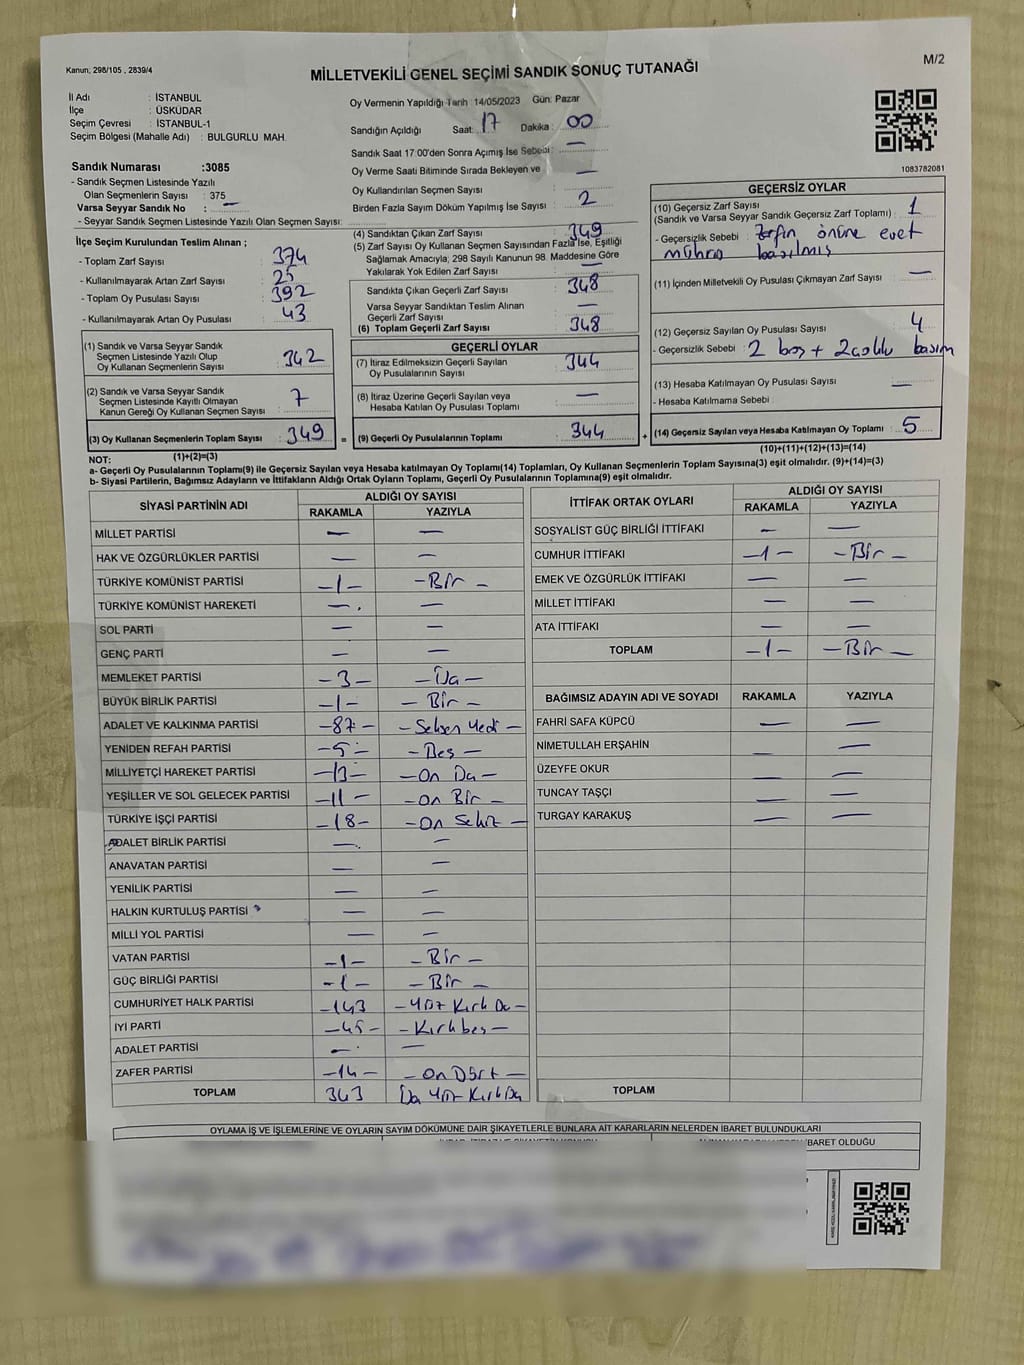 Kanun; 298/105 , 2839/4
MİLLETVEKİLİ GENEL SEÇİMİ SANDIK SONUÇ TUTANAĞI
M/2
İl Adı : İSTANBUL
İlçe : ÜSKÜDAR
Seçim Çevresi : İSTANBUL-1
Seçim Bölgesi (Mahalle Adı) : BULGURLU MAH.
Sandık Numarası :3085
- Sandık Seçmen Listesinde Yazılı
Olan Seçmenlerin Sayısı : 375
Varsa Seyyar Sandık No : —
- Seyyar Sandık Seçmen Listesinde Yazılı Olan Seçmen Sayısı:
İlçe Seçim Kurulundan Teslim Alınan ;
- Toplam Zarf Sayısı : 374
- Kullanılmayarak Artan Zarf Sayısı : 25
- Toplam Oy Pusulası Sayısı : 392
- Kullanılmayarak Artan Oy Pusulası : 43
(1) Sandık ve Varsa Seyyar Sandık
Seçmen Listesinde Yazılı Olup
Oy Kullanan Seçmenlerin Sayısı : 342
(2) Sandık ve Varsa Seyyar Sandık
Seçmen Listesinde Kayıtlı Olmayan
Kanun Gereği Oy Kullanan Seçmen Sayısı : 7
(3) Oy Kullanan Seçmenlerin Toplam Sayısı : 349 =
(1)+(2)=(3)
Oy Vermenin Yapıldığı Tarih :14/05/2023 Gün: Pazar
Sandığın Açıldığı Saat: 17 Dakika : 00
Sandık Saat 17:00'den Sonra Açımış İse Sebebi : —
Oy Verme Saati Bitiminde Sırada Bekleyen ve
Oy Kullandırılan Seçmen Sayısı : —
Birden Fazla Sayım Döküm Yapılmış İse Sayısı : 2
(4) Sandıktan Çıkan Zarf Sayısı : 349
(5) Zarf Sayısı Oy Kullanan Seçmen Sayısından Fazla İse, Eşitliği
Sağlamak Amacıyla; 298 Sayılı Kanunun 98. Maddesine Göre
Yakılarak Yok Edilen Zarf Sayısı : —
Sandıkta Çıkan Geçerli Zarf Sayısı : 348
Varsa Seyyar Sandıktan Teslim Alınan
Geçerli Zarf Sayısı : —
(6) Toplam Geçerli Zarf Sayısı : 348
GEÇERLİ OYLAR
(7) İtiraz Edilmeksizin Geçerli Sayılan
Oy Pusulalarının Sayısı : 344
(8) İtiraz Üzerine Geçerli Sayılan veya
Hesaba Katılan Oy Pusulası Toplamı : —
(9) Geçerli Oy Pusulalarının Toplamı : 344 +
1083782081
GEÇERSİZ OYLAR
(10) Geçersiz Zarf Sayısı : 1
(Sandık ve Varsa Seyyar Sandık Geçersiz Zarf Toplamı)
- Geçersizlik Sebebi : Zarfın önüne evet
mührü basılmış
(11) İçinden Milletvekili Oy Pusulası Çıkmayan Zarf Sayısı : —
(12) Geçersiz Sayılan Oy Pusulası Sayısı : 4
- Geçersizlik Sebebi : 2 boş + 2 çoklu basım
(13) Hesaba Katılmayan Oy Pusulası Sayısı : —
- Hesaba Katılmama Sebebi :
(14) Geçersiz Sayılan veya Hesaba Katılmayan Oy Toplamı : 5
(10)+(11)+(12)+(13)=(14)
NOT:
a- Geçerli Oy Pusulalarının Toplamı(9) ile Geçersiz Sayılan veya Hesaba katılmayan Oy Toplamı(14) Toplamları, Oy Kullanan Seçmenlerin Toplam Sayısına(3) eşit olmalıdır. (9)+(14)=(3)
b- Siyasi Partilerin, Bağımsız Adayların ve İttifakların Aldığı Ortak Oyların Toplamı, Geçerli Oy Pusulalarının Toplamına(9) eşit olmalıdır.
SİYASİ PARTİNİN ADI ALDIĞI OY SAYISI
RAKAMLA YAZIYLA
MİLLET PARTİSİ — —
HAK VE ÖZGÜRLÜKLER PARTİSİ — —
TÜRKİYE KOMÜNİST PARTİSİ -1- -Bir-
TÜRKİYE KOMÜNİST HAREKETİ — —
SOL PARTİ — —
GENÇ PARTİ — —
MEMLEKET PARTİSİ -3- -Üç-
BÜYÜK BİRLİK PARTİSİ -1- -Bir-
ADALET VE KALKINMA PARTİSİ -87- -Seksen Yedi-
YENİDEN REFAH PARTİSİ -5- -Beş-
MİLLİYETÇİ HAREKET PARTİSİ -13- -On Üç-
YEŞİLLER VE SOL GELECEK PARTİSİ -11- -On Bir-
TÜRKİYE İŞÇİ PARTİSİ -18- -On Sekiz-
ADALET BİRLİK PARTİSİ — —
ANAVATAN PARTİSİ — —
YENİLİK PARTİSİ — —
HALKIN KURTULUŞ PARTİSİ — —
MİLLİ YOL PARTİSİ — —
VATAN PARTİSİ -1- -Bir-
GÜÇ BİRLİĞİ PARTİSİ -1- -Bir-
CUMHURİYET HALK PARTİSİ -143 -Yüz Kırk Üç-
İYİ PARTİ -45- -Kırkbeş-
ADALET PARTİSİ — —
ZAFER PARTİSİ -14- -On Dört-
TOPLAM 343 Üç Yüz Kırk Üç
İTTİFAK ORTAK OYLARI ALDIĞI OY SAYISI
RAKAMLA YAZIYLA
SOSYALİST GÜÇ BİRLİĞİ İTTİFAKI — —
CUMHUR İTTİFAKI -1- -Bir-
EMEK VE ÖZGÜRLÜK İTTİFAKI — —
MİLLET İTTİFAKI — —
ATA İTTİFAKI — —
TOPLAM -1- -Bir-
BAĞIMSIZ ADAYIN ADI VE SOYADI RAKAMLA YAZIYLA
FAHRİ SAFA KÜPCÜ — —
NİMETULLAH ERŞAHİN — —
ÜZEYFE OKUR — —
TUNCAY TAŞÇI — —
TURGAY KARAKUŞ — —
TOPLAM
OYLAMA İŞ VE İŞLEMLERİNE VE OYLARIN SAYIM DÖKÜMÜNE DAİR ŞİKAYETLERLE BUNLARA AİT KARARLARIN NELERDEN İBARET BULUNDUKLARI
İBARET OLDUĞU